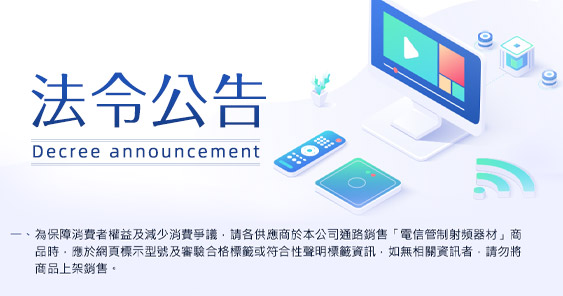 法令公告
Decree announcement
一、為保障消費者權益及減少消費爭議，請各供應商於本公司通路銷售「電信管制射頻器材」商
品時，應於網頁標示型號及審驗合格標籤或符合性聲明標籤資訊，如無相關資訊者，請勿將
商品上架銷售。